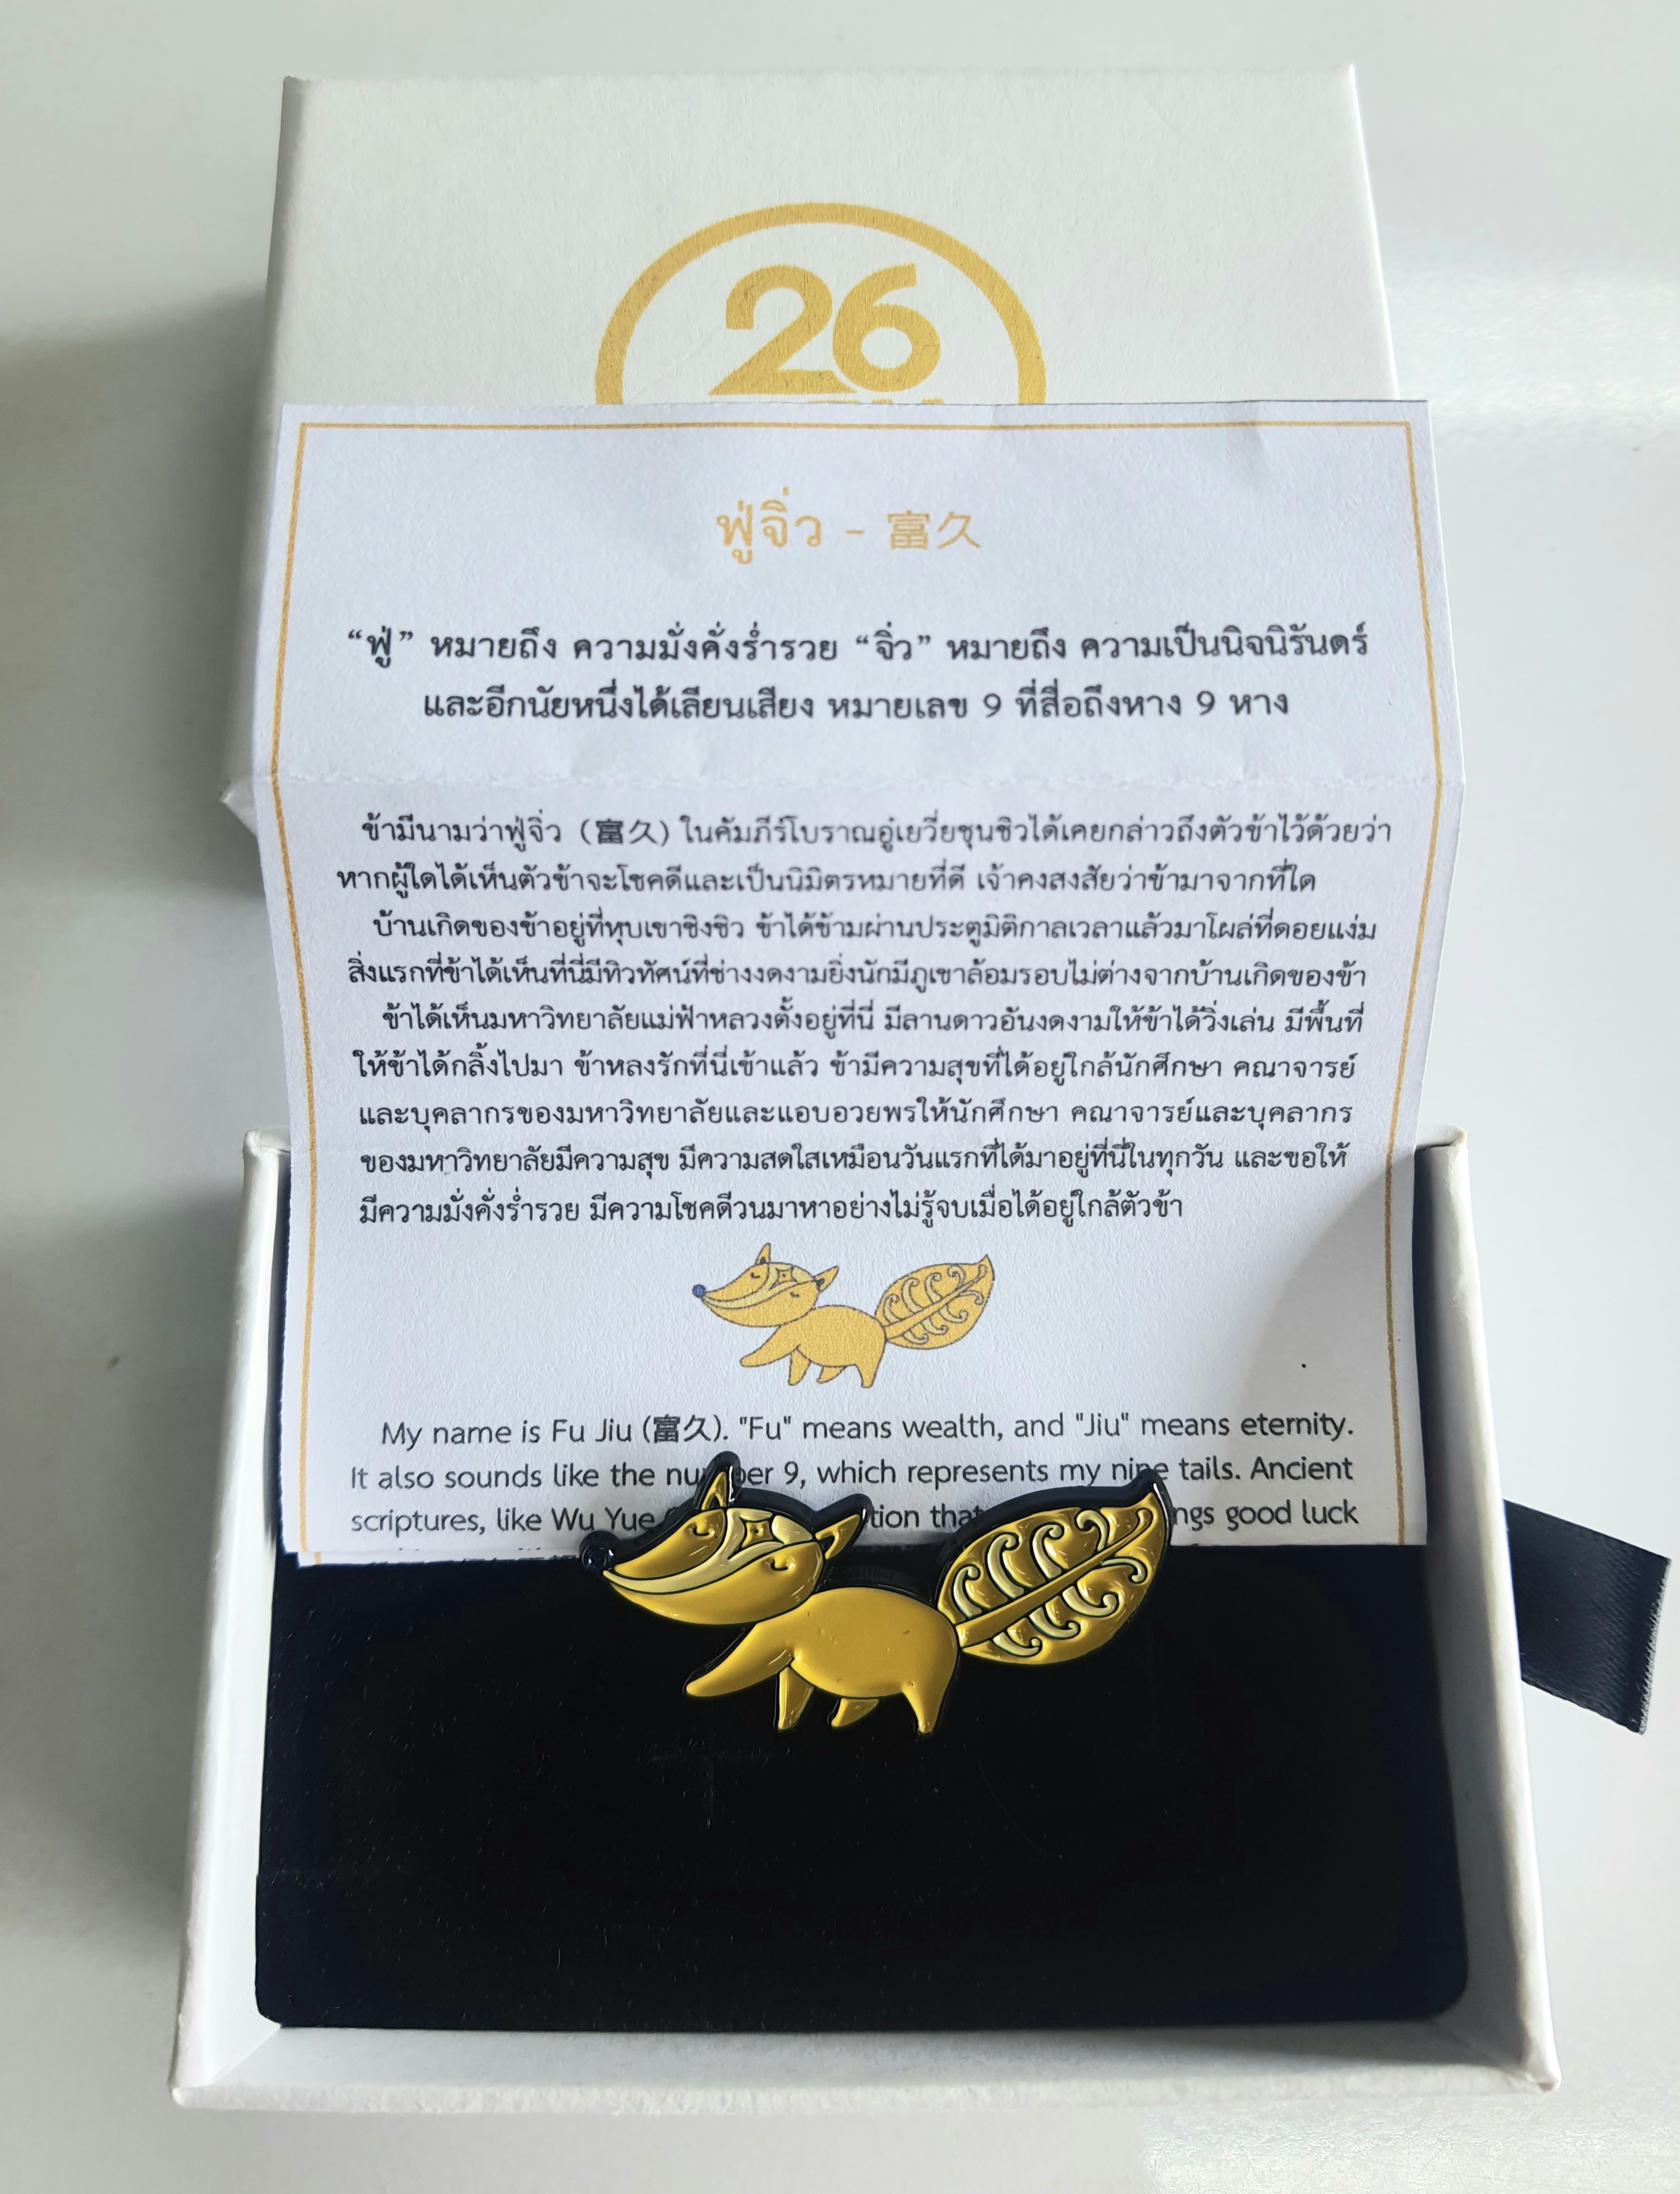 26
ฟู่จิ่ว - 富久
“ฟู่” หมายถึง ความมั่งคั่งร่ำรวย “จิ่ว” หมายถึง ความเป็นนิจนิรันดร์
และอีกนัยหนึ่งได้เลียนเสียง หมายเลข 9 ที่สื่อถึงหาง 9 หาง
ข้ามีนามว่าฟู่จิ่ว (富久) ในคัมภีร์โบราณอู๋เยวี่ยชุนชิวได้เคยกล่าวถึงตัวข้าไว้ด้วยว่า
หากผู้ใดได้เห็นตัวข้าจะโชคดีและเป็นนิมิตรหมายที่ดี เจ้าคงสงสัยว่าข้ามาจากที่ใด
บ้านเกิดของข้าอยู่ที่หุบเขาชิงชิว ข้าได้ข้ามผ่านประตูมิติกาลเวลาแล้วมาโผล่ที่ดอยแง่ม
สิ่งแรกที่ข้าได้เห็นที่นี่มีทิวทัศน์ที่ช่างงดงามยิ่งนักมีภูเขาล้อมรอบไม่ต่างจากบ้านเกิดของข้า
ข้าได้เห็นมหาวิทยาลัยแม่ฟ้าหลวงตั้งอยู่ที่นี่ มีลานดาวอันงดงามให้ข้าได้วิ่งเล่น มีพื้นที่
ให้ข้าได้กลิ้งไปมา ข้าหลงรักที่นี่เข้าแล้ว ข้ามีความสุขที่ได้อยู่ใกล้นักศึกษา คณาจารย์
และบุคลากรของมหาวิทยาลัยและแอบอวยพรให้นักศึกษา คณาจารย์และบุคลากร
ของมหาวิทยาลัยมีความสุข มีความสดใสเหมือนวันแรกที่ได้มาอยู่ที่นี่ในทุกวัน และขอให้
มีความมั่งคั่งร่ำรวย มีความโชคดีวนมาหาอย่างไม่รู้จบเมื่อได้อยู่ใกล้ตัวข้า
My name is Fu Jiu (富久). "Fu" means wealth, and "Jiu" means eternity.
It also sounds like the number 9, which represents my nine tails. Ancient
scriptures, like Wu Yue good luck